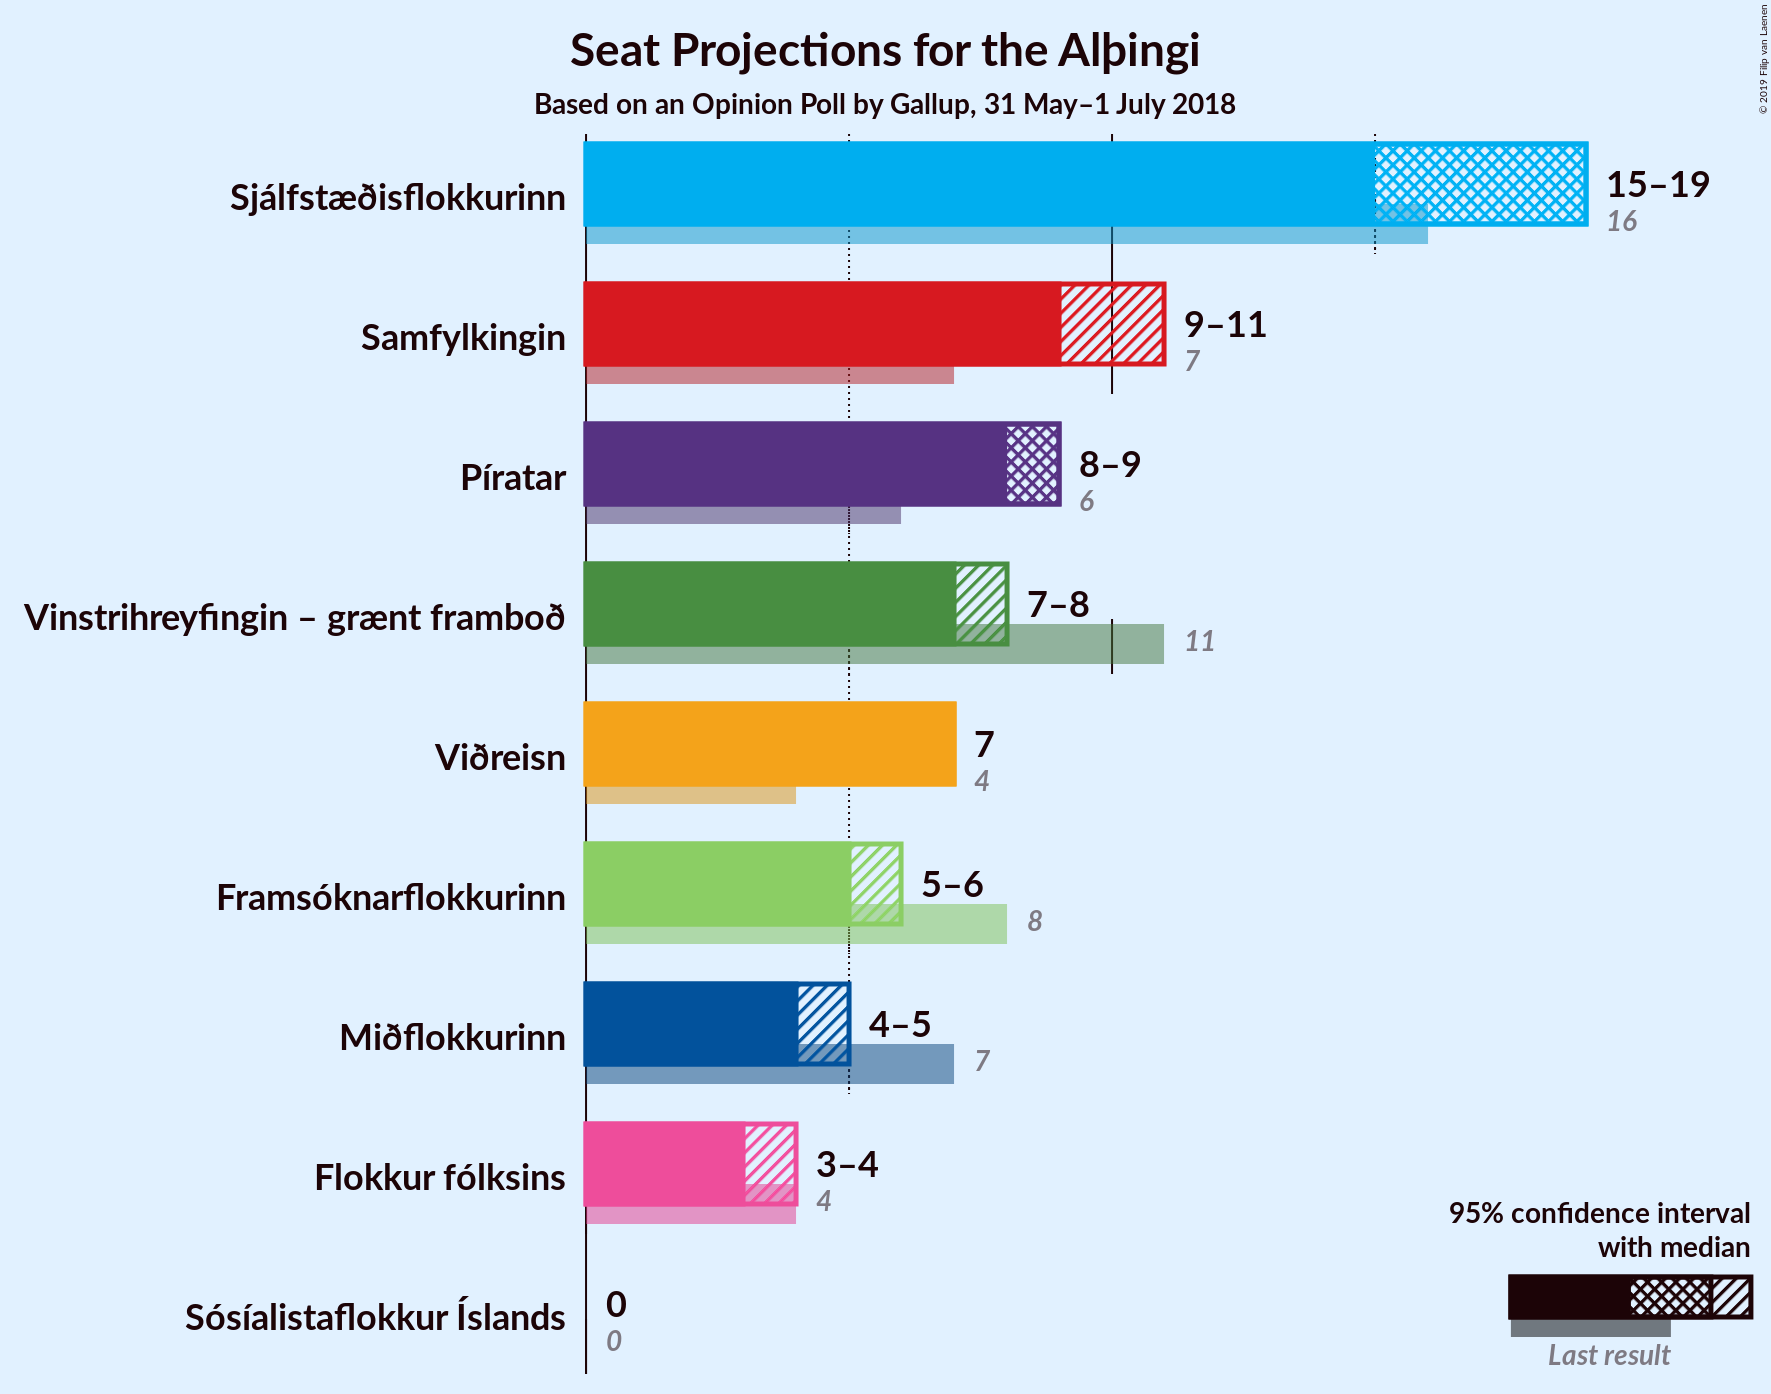 Seat Projections for the Alþingi
Based on an Opinion Poll by Gallup, 31 May–1 July 2018
© 2019 Filip van Laenen
Sjálfstæðisflokkurinn
15–19
16
Samfylkingin
9–11
7
Píratar
8–9
6
Vinstrihreyfingin – grænt framboð
7–8
11
Viðreisn
7
4
Framsóknarflokkurinn
5–6
8
Miðflokkurinn
4–5
7
Flokkur fólksins
3–4
4
Sósíalistaflokkur Íslands
0
0
95% confidence interval
with median
Last result